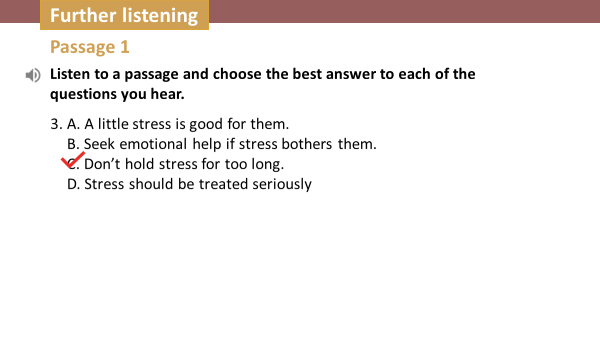 Further listening
Passage 1
Listen to a passage and choose the best answer to each of the
questions you hear.
3. A. A little stress is good for them.
B. Seek emotional help if stress bothers them.
C. Don't hold stress for too long.
D. Stress should be treated seriously